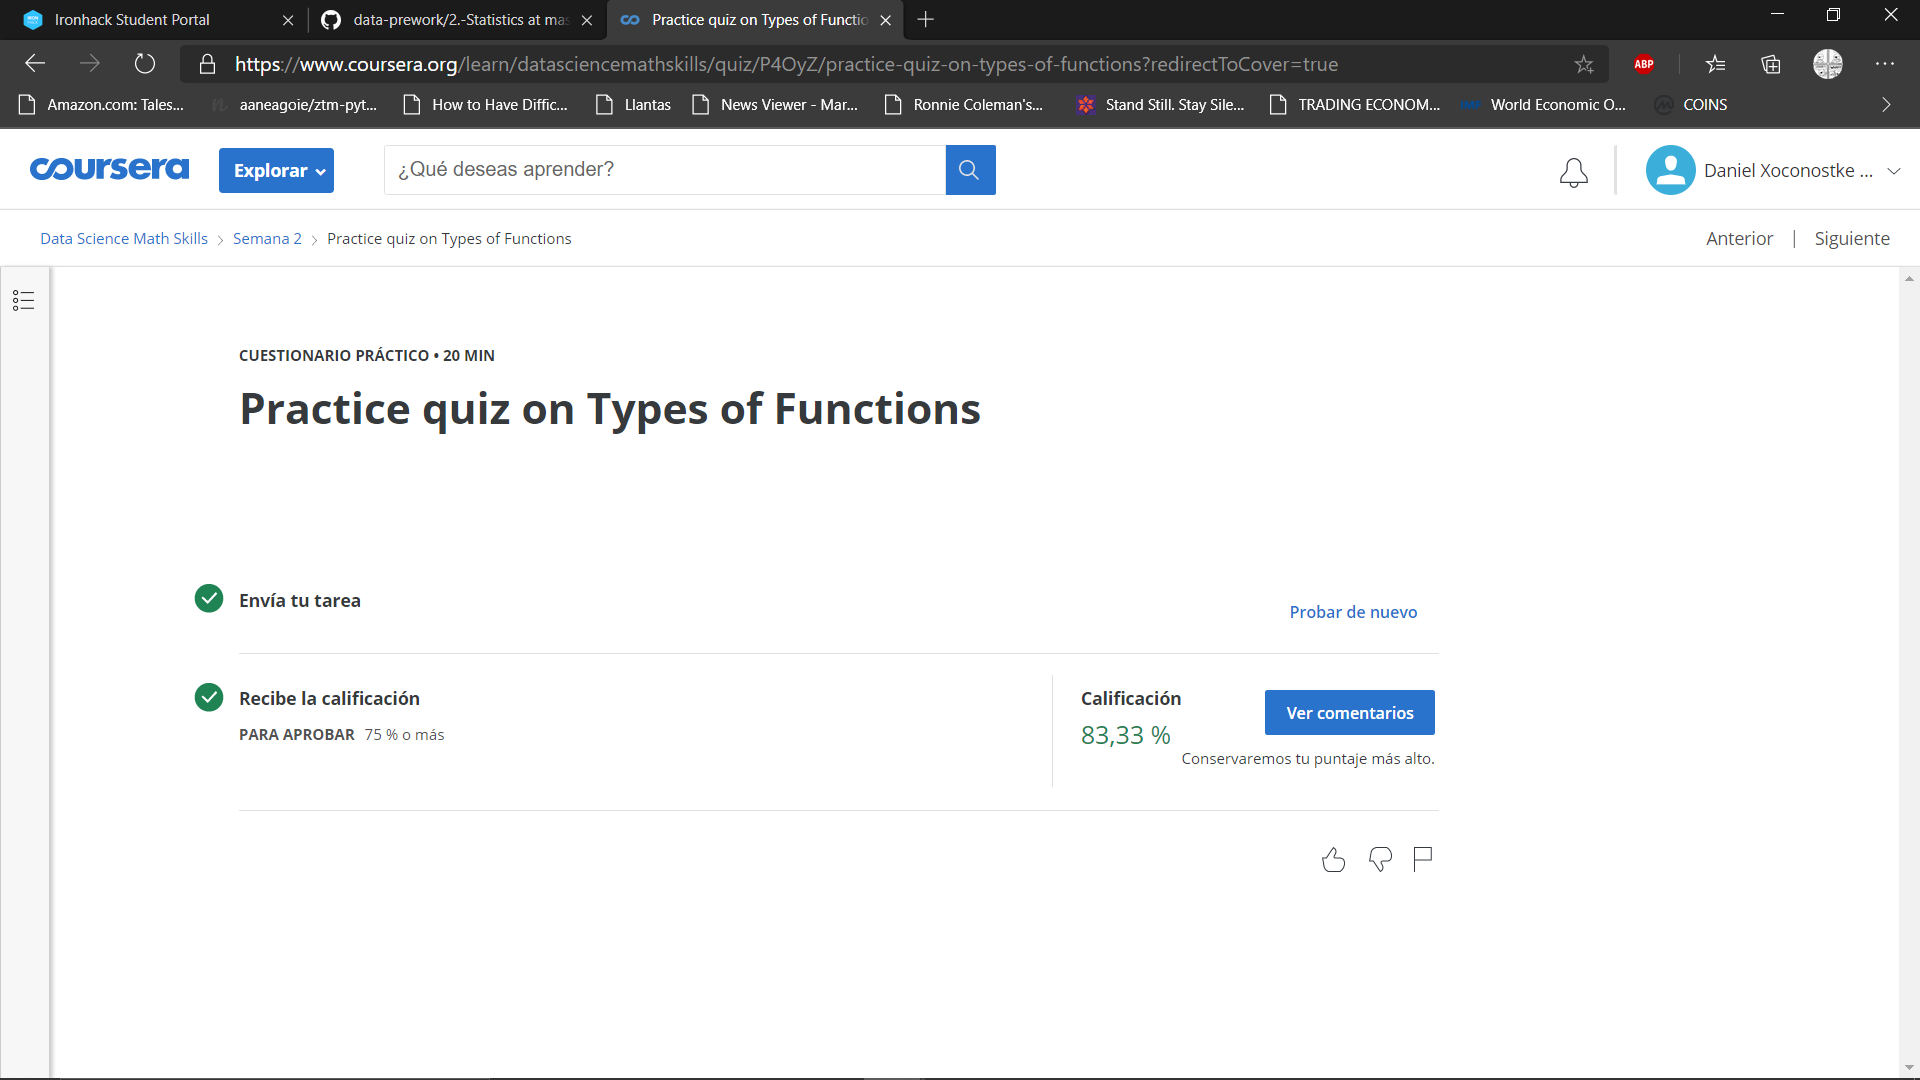 Ironhack Student Portal
data-prework/2.-Statistics at mas
Practice quiz on Types of Functio
https://www.coursera.org/learn/datasciencemathskills/quiz/P4OyZ/practice-quiz-on-types-of-functions?redirectToCover=true
ABP
Amazon.com: Tales...
aaneagoie/ztm-pyt...
How to Have Diffic...
Llantas
News Viewer - Mar...
Ronnie Coleman's...
Stand Still. Stay Sile...
TRADING ECONOM...
World Economic O...
COINS
coursera
Explorar
¿Qué deseas aprender?
Daniel Xoconostke ...
Data Science Math Skills
Semana 2
Practice quiz on Types of Functions
Anterior | Siguiente
CUESTIONARIO PRÁCTICO • 20 MIN
Practice quiz on Types of Functions
Envía tu tarea
Probar de nuevo
Recibe la calificación
PARA APROBAR 75 % o más
Calificación
83,33 %
Ver comentarios
Conservaremos tu puntaje más alto.